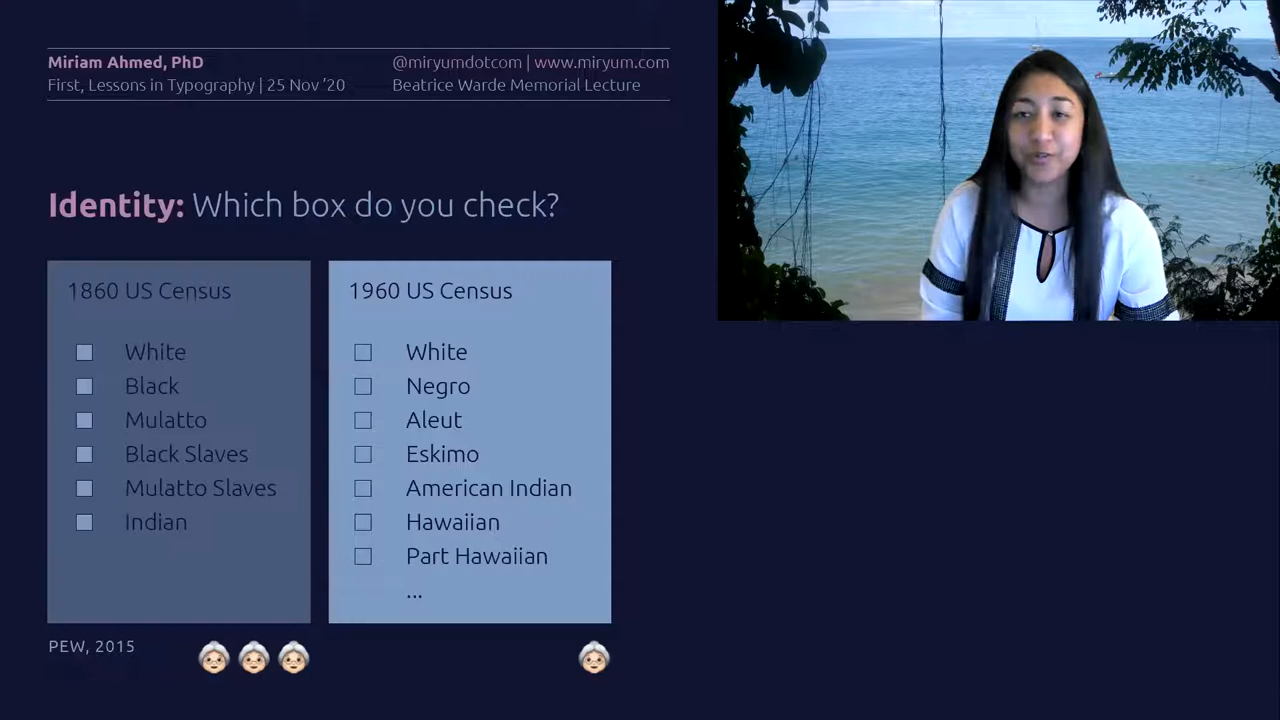 Miriam Ahmed, PhD
First, Lessons in Typography | 25 Nov ’20
@miryumdotcom | www.miryum.com
Beatrice Warde Memorial Lecture
Identity: Which box do you check?
1860 US Census
White
Black
Mulatto
Black Slaves
Mulatto Slaves
Indian
1960 US Census
White
Negro
Aleut
Eskimo
American Indian
Hawaiian
Part Hawaiian
...
PEW, 2015